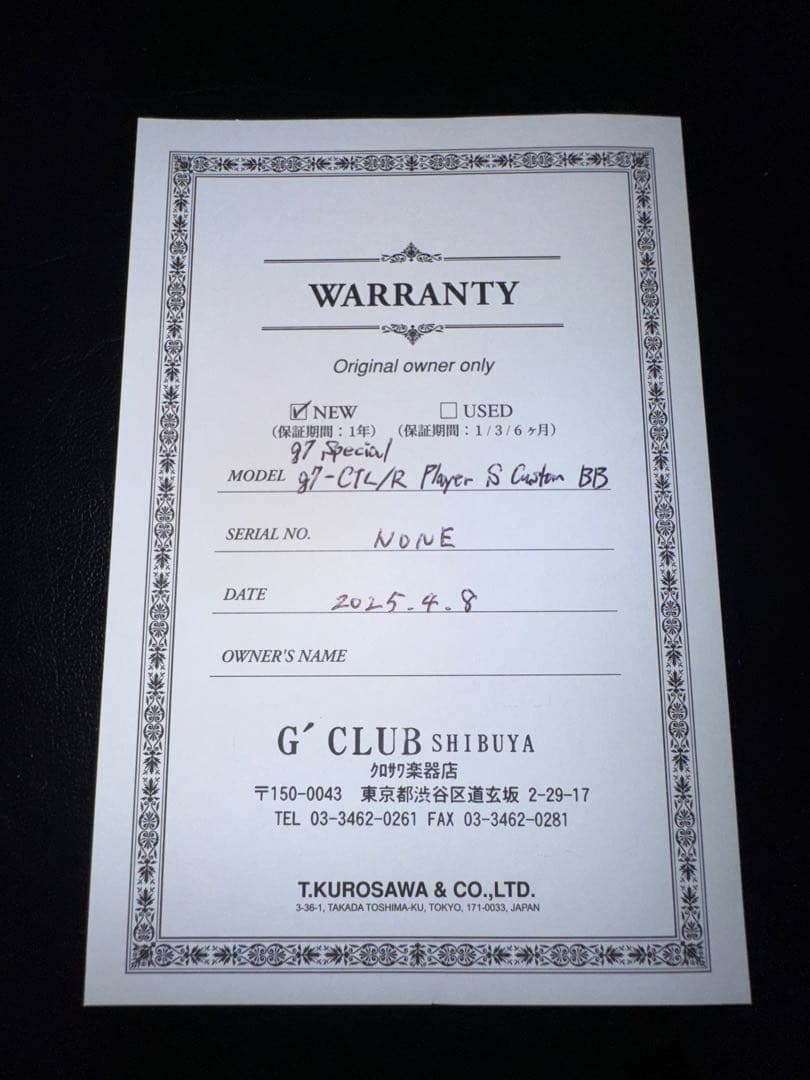 WARRANTY
Original owner only
☑ NEW □ USED
(保証期間：1年) (保証期間：1/3/6ヶ月)
g7 Special
MODEL g7-CTL/R Player S Custom BB
SERIAL NO. NONE
DATE 2025.4.8
OWNER'S NAME
G´ CLUB SHIBUYA
クロサワ楽器店
〒150-0043 東京都渋谷区道玄坂 2-29-17
TEL 03-3462-0261 FAX 03-3462-0281
T.KUROSAWA & CO.,LTD.
3-36-1, TAKADA TOSHIMA-KU, TOKYO, 171-0033, JAPAN